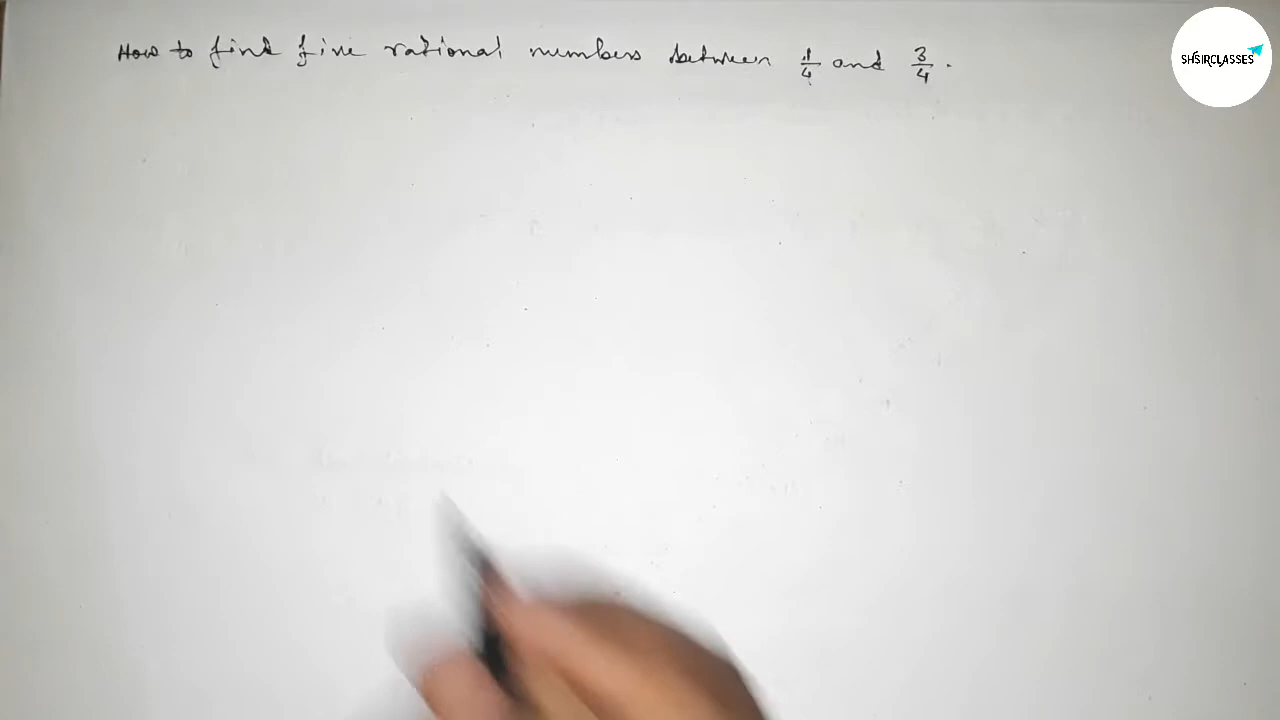 How to find five rational numbers between 1/4 and 3/4.
SHSIRCLASSES